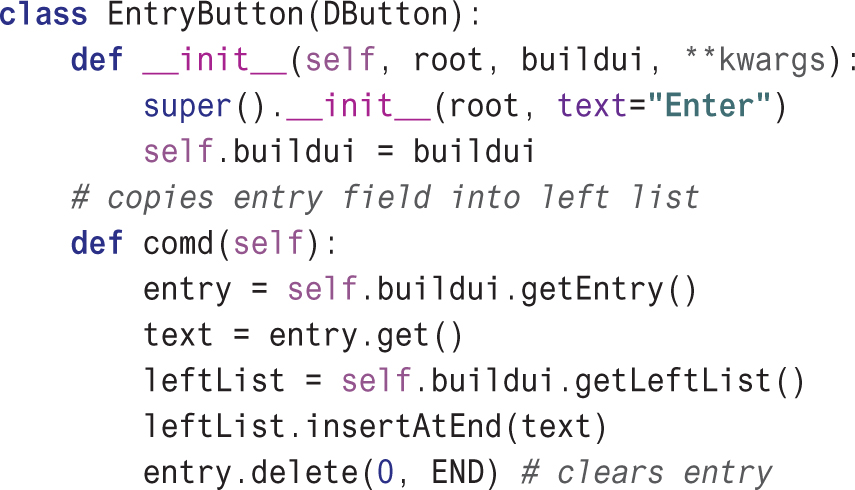 class EntryButton(DButton):
    def __init__(self, root, buildui, **kwargs):
        super().__init__(root, text="Enter")
        self.buildui = buildui
    # copies entry field into left list
    def comd(self):
        entry = self.buildui.getEntry()
        text = entry.get()
        leftList = self.buildui.getLeftList()
        leftList.insertAtEnd(text)
        entry.delete(0, END) # clears entry